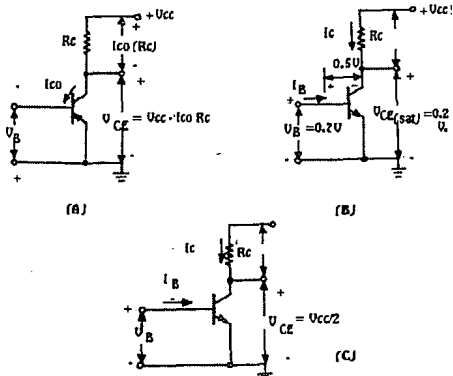 +Vcc
+
Rc
Ico (Rc)
-
+
Ico
-
VB
VCE = Vcc - Ico Rc
+
-
(A)
+Vcc
Ic
Rc
0.5V
+
-
IB
+
+
VB = 0.2V
VCE(sat) = 0.2
V.
-
-
(B)
Ic
Rc
IB
+
+
VB
VCE = Vcc/2
-
-
(C)